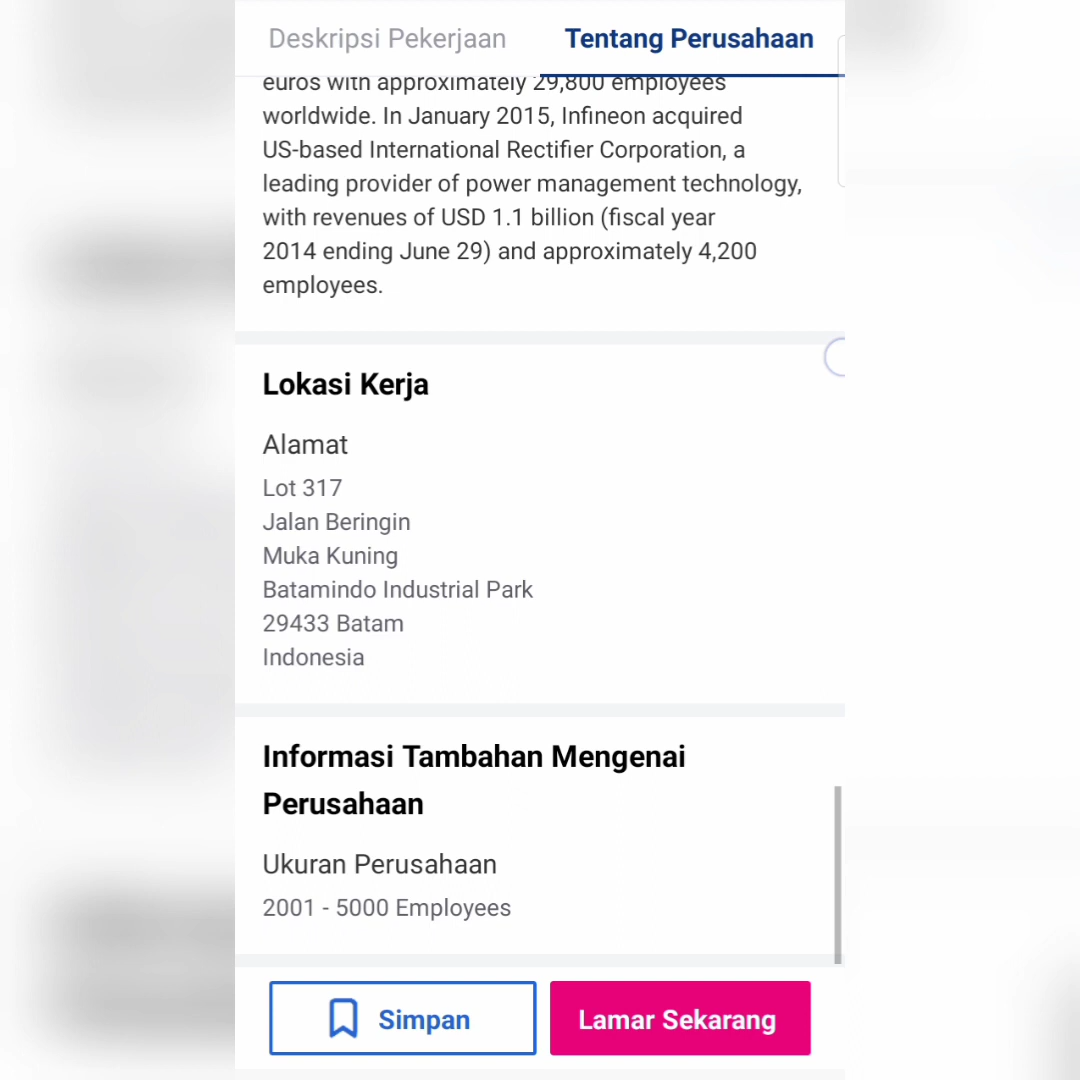 Deskripsi Pekerjaan
Tentang Perusahaan
euros with approximately 29,800 employees
worldwide. In January 2015, Infineon acquired
US-based International Rectifier Corporation, a
leading provider of power management technology,
with revenues of USD 1.1 billion (fiscal year
2014 ending June 29) and approximately 4,200
employees.
Lokasi Kerja
Alamat
Lot 317
Jalan Beringin
Muka Kuning
Batamindo Industrial Park
29433 Batam
Indonesia
Informasi Tambahan Mengenai
Perusahaan
Ukuran Perusahaan
2001 - 5000 Employees
Simpan
Lamar Sekarang